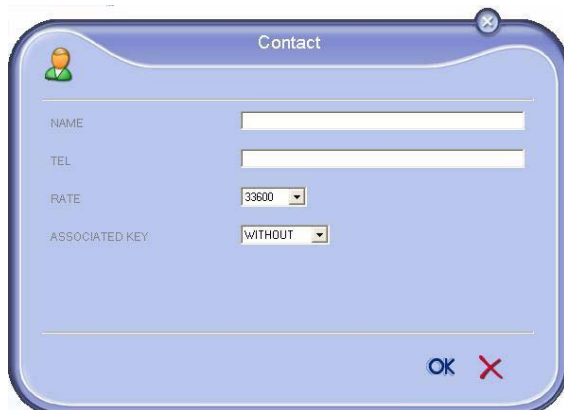 Contact
NAME
TEL
RATE 33600
ASSOCIATED KEY WITHOUT
OK